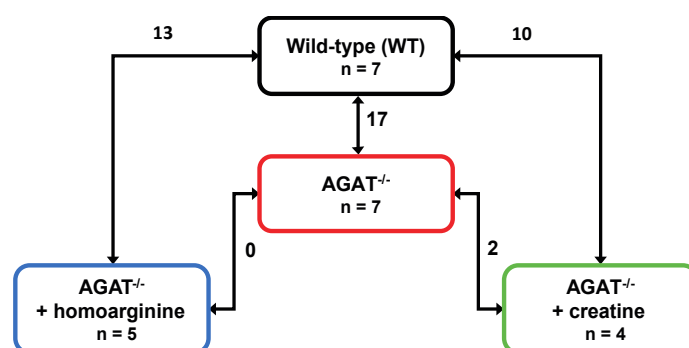 13
Wild-type (WT)
n = 7
10
17
AGAT-/-
n = 7
0
2
AGAT-/-
+ homoarginine
n = 5
AGAT-/-
+ creatine
n = 4